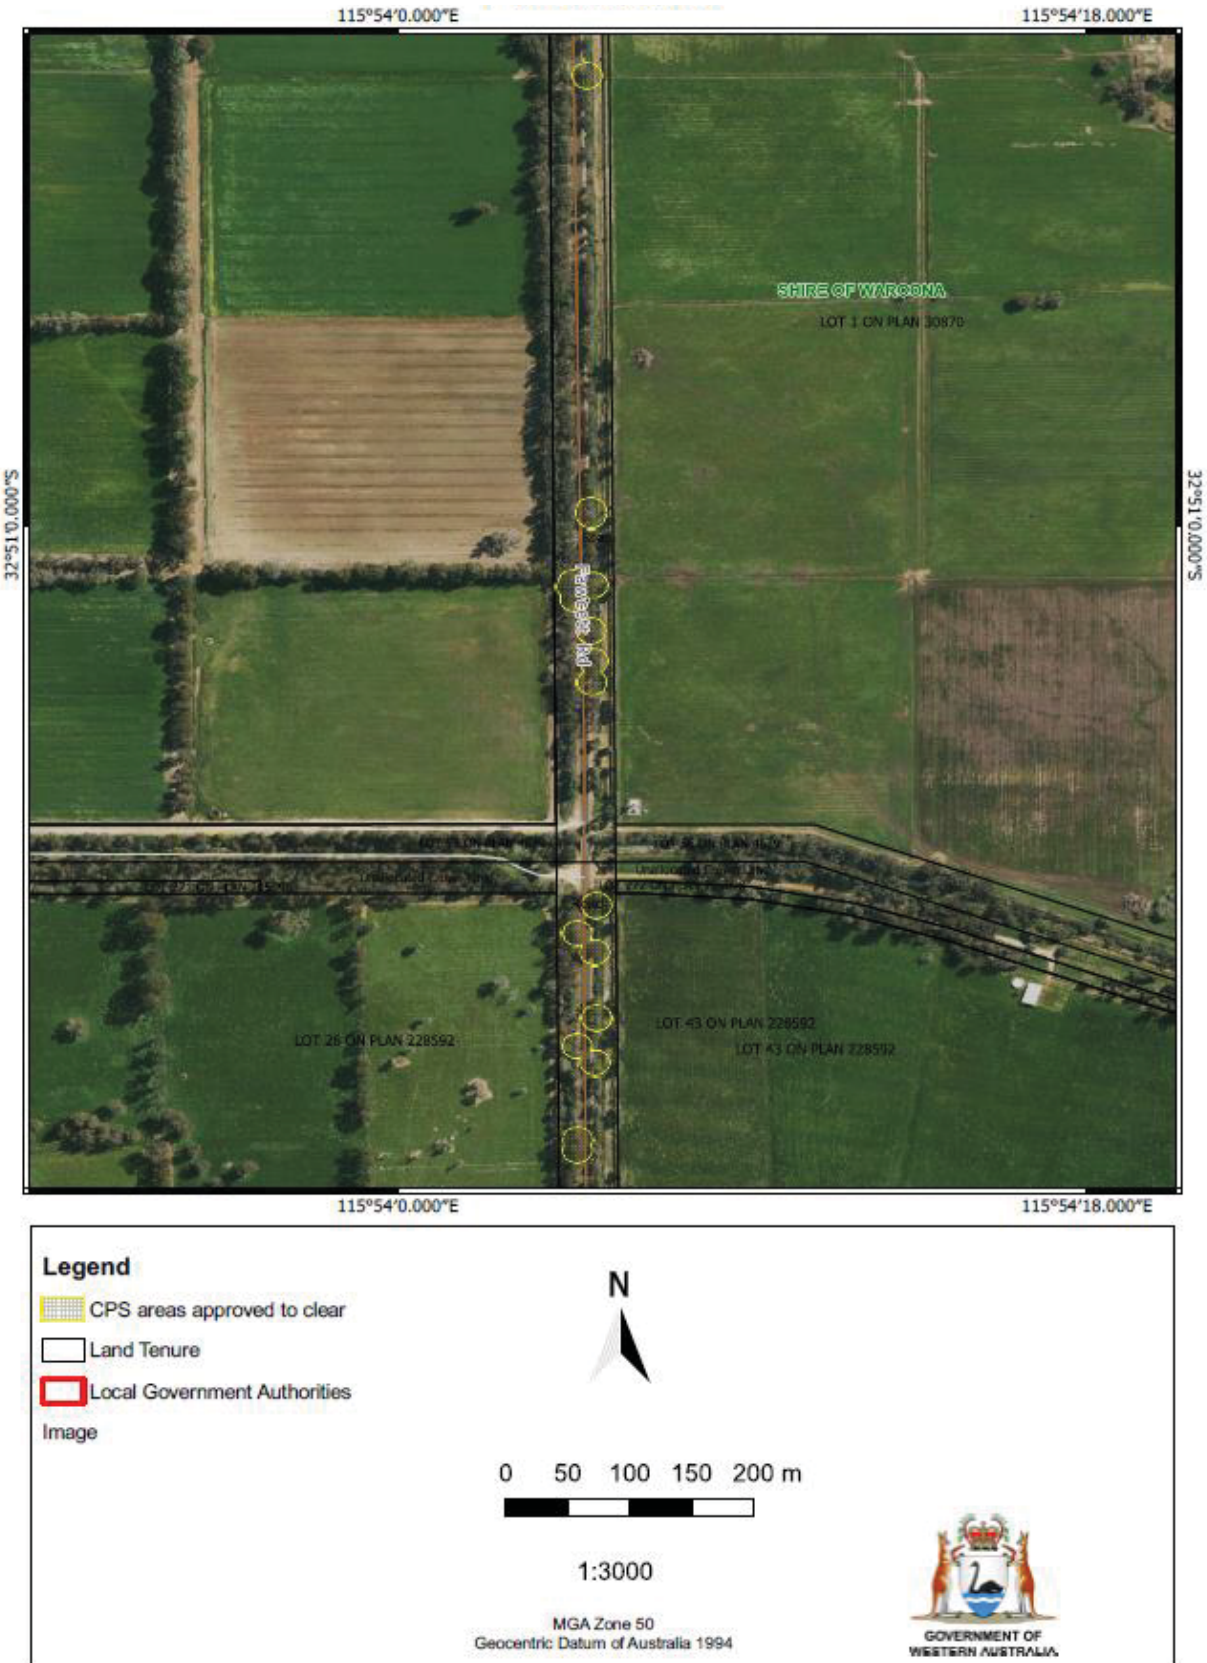 115°54'0.000"E
115°54'18.000"E
32°51'0.000"S
32°51'0.000"S
SHIRE OF WAROONA
LOT 1 ON PLAN 30870
Rd
LOT 26 ON PLAN 228592
LOT 43 ON PLAN 228592
LOT 43 ON PLAN 228592
115°54'0.000"E
115°54'18.000"E
Legend
CPS areas approved to clear
Land Tenure
Local Government Authorities
Image
N
0 50 100 150 200 m
1:3000
MGA Zone 50
Geocentric Datum of Australia 1994
GOVERNMENT OF
WESTERN AUSTRALIA